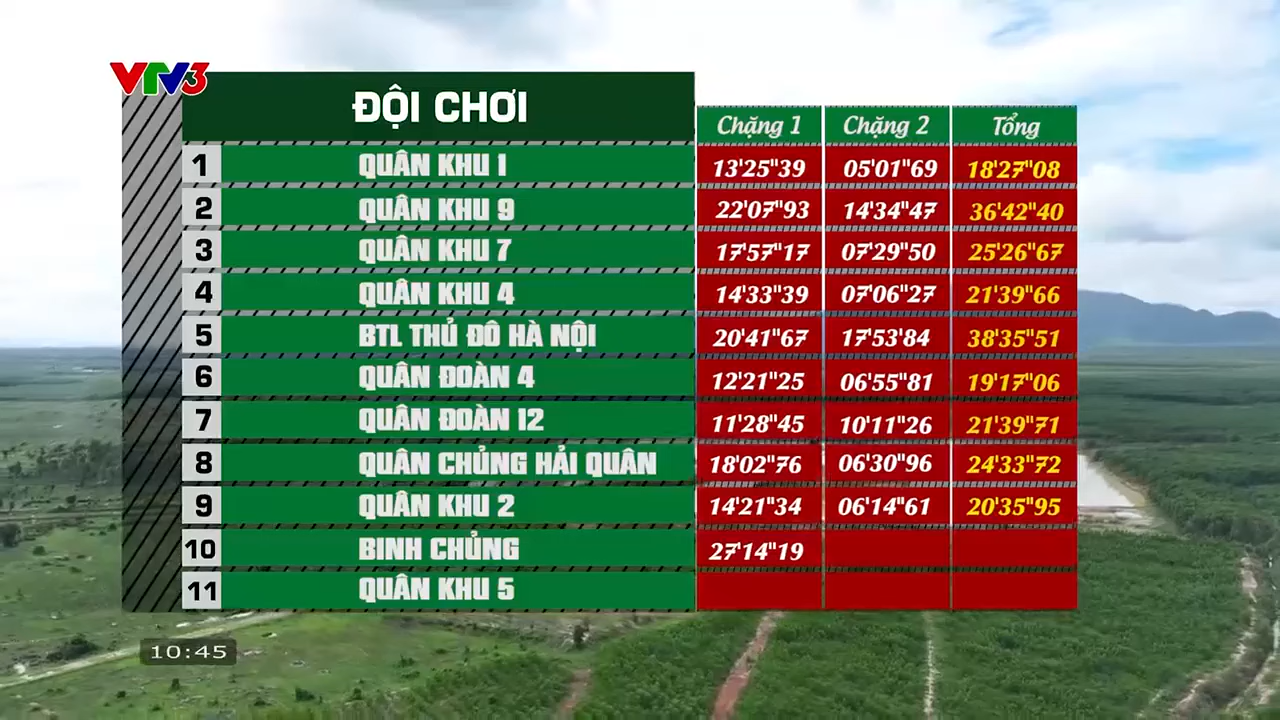 VTV3
ĐỘI CHƠI Chặng 1 Chặng 2 Tổng
1 QUÂN KHU 1 13'25"39 05'01"69 18'27"08
2 QUÂN KHU 9 22'07"93 14'34"47 36'42"40
3 QUÂN KHU 7 17'57"17 07'29"50 25'26"67
4 QUÂN KHU 4 14'33"39 07'06"27 21'39"66
5 BTL THỦ ĐÔ HÀ NỘI 20'41"67 17'53"84 38'35"51
6 QUÂN ĐOÀN 4 12'21"25 06'55"81 19'17"06
7 QUÂN ĐOÀN 12 11'28"45 10'11"26 21'39"71
8 QUÂN CHỦNG HẢI QUÂN 18'02"76 06'30"96 24'33"72
9 QUÂN KHU 2 14'21"34 06'14"61 20'35"95
10 BINH CHỦNG 27'14"19
11 QUÂN KHU 5
10:45